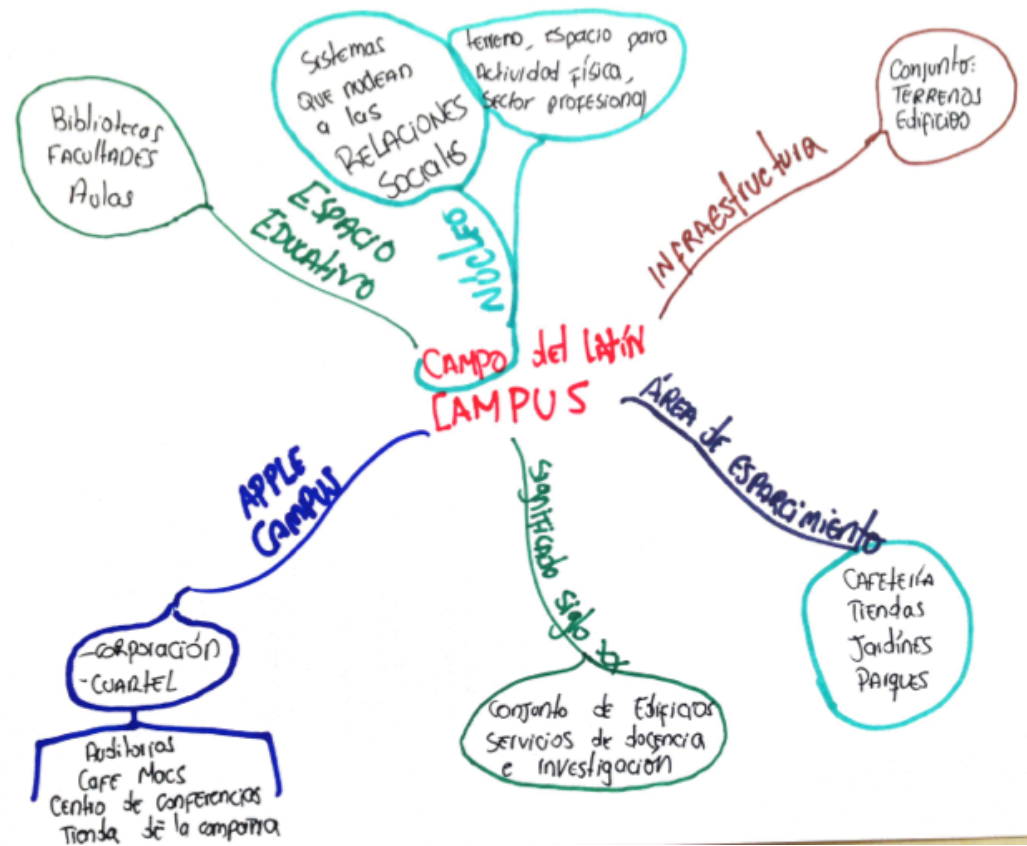 CAMPO del LATÍN
CAMPUS
ESPACIO
EDUCATIVO
Bibliotecas
FACULTADES
Aulas
NÚCLEO
Sistemas
QUE rodean
a las
RELACIONES
Sociales
terreno, espacio para
Actividad física,
Sector profesional
INFRAEstructura
Conjunto:
TERRENOS
Edificios
ÁREA de ESPARCIMIENTO
CAFETERÍA
Tiendas
Jardínes
PARQUES
Significado siglo XX
Conjunto de Edificios
SERVICIOS de docencia
e INVEStigación
APPLE
CAMPUS
-CORPORACIÓN
-CUARTEL
Auditorios
CAFE MACS
CENtro de conferencias
Tienda de la compañia